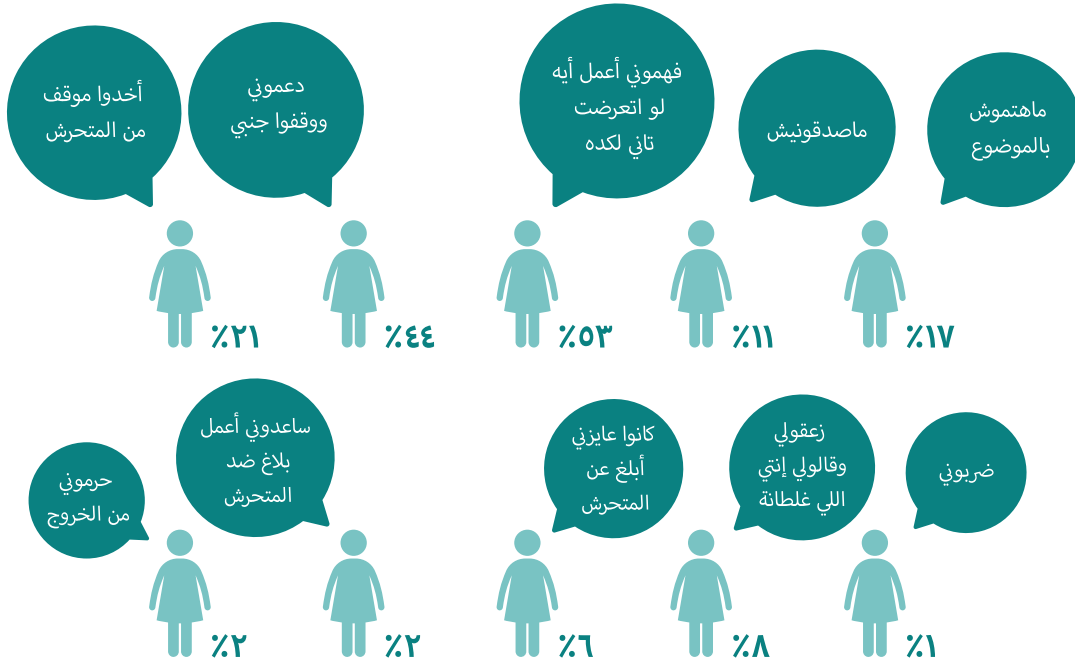 ماهتموش
بالموضوع
٪١٧
ماصدقونيش
٪١١
فهموني أعمل أيه
لو اتعرضت
تاني لكده
٪٥٣
دعموني
ووقفوا جنبي
٪٤٤
أخدوا موقف
من المتحرش
٪٢١
ضربوني
٪١
زعقولي
وقالولي إنتي
اللي غلطانة
٪٨
كانوا عايزني
أبلغ عن
المتحرش
٪٦
ساعدوني أعمل
بلاغ ضد
المتحرش
٪٢
حرموني
من الخروج
٪٢